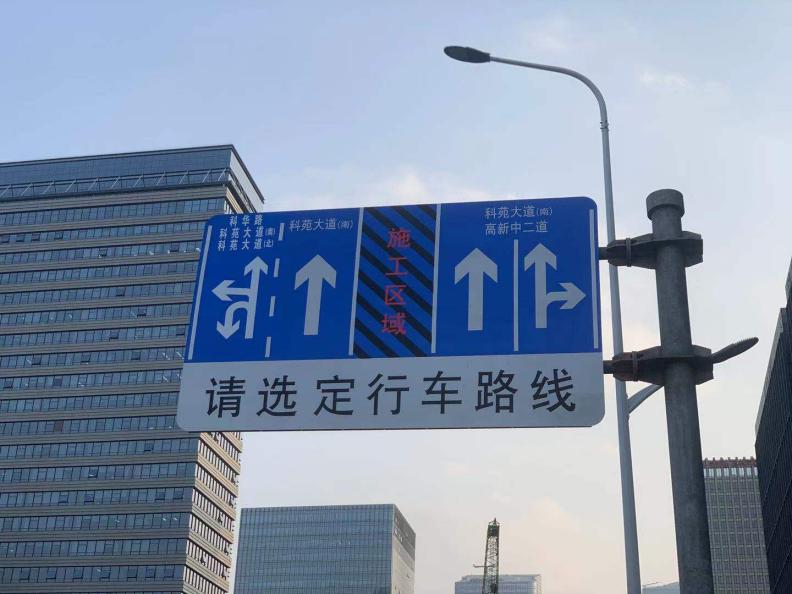 科华路
科苑大道(南)
科苑大道(北)
科苑大道(南)
施工区域
科苑大道(南)
高新中二道
请选定行车路线